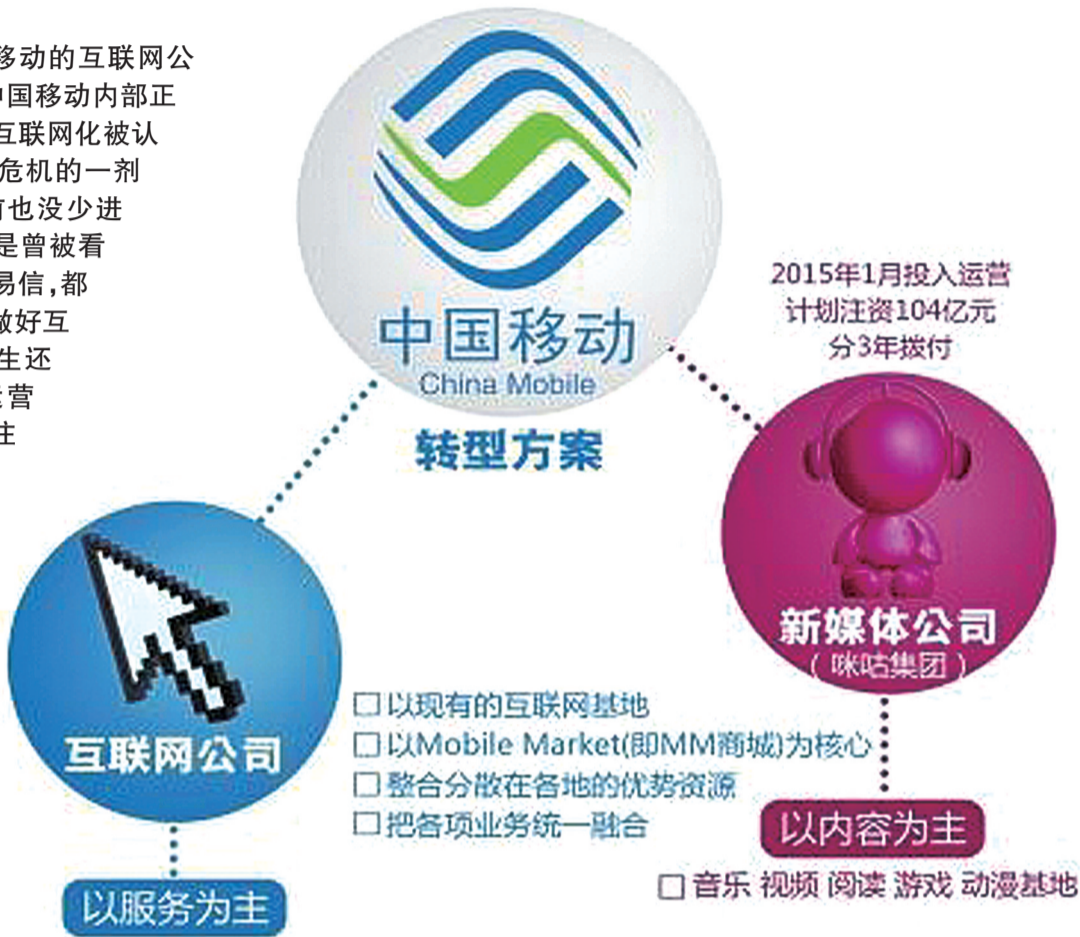 移动的互联网公
中国移动内部正
互联网化被认
危机的一剂
也没少进
是曾被看
易信,都
做好互
生还
营
注
中国移动
China Mobile
转型方案
2015年1月投入运营
计划注资104亿元
分3年拨付
新媒体公司
(咪咕集团)
以内容为主
□ 音乐 视频 阅读 游戏 动漫基地
互联网公司
□ 以现有的互联网基地
□ 以Mobile Market(即MM商城)为核心
□ 整合分散在各地的优势资源
□ 把各项业务统一融合
以服务为主